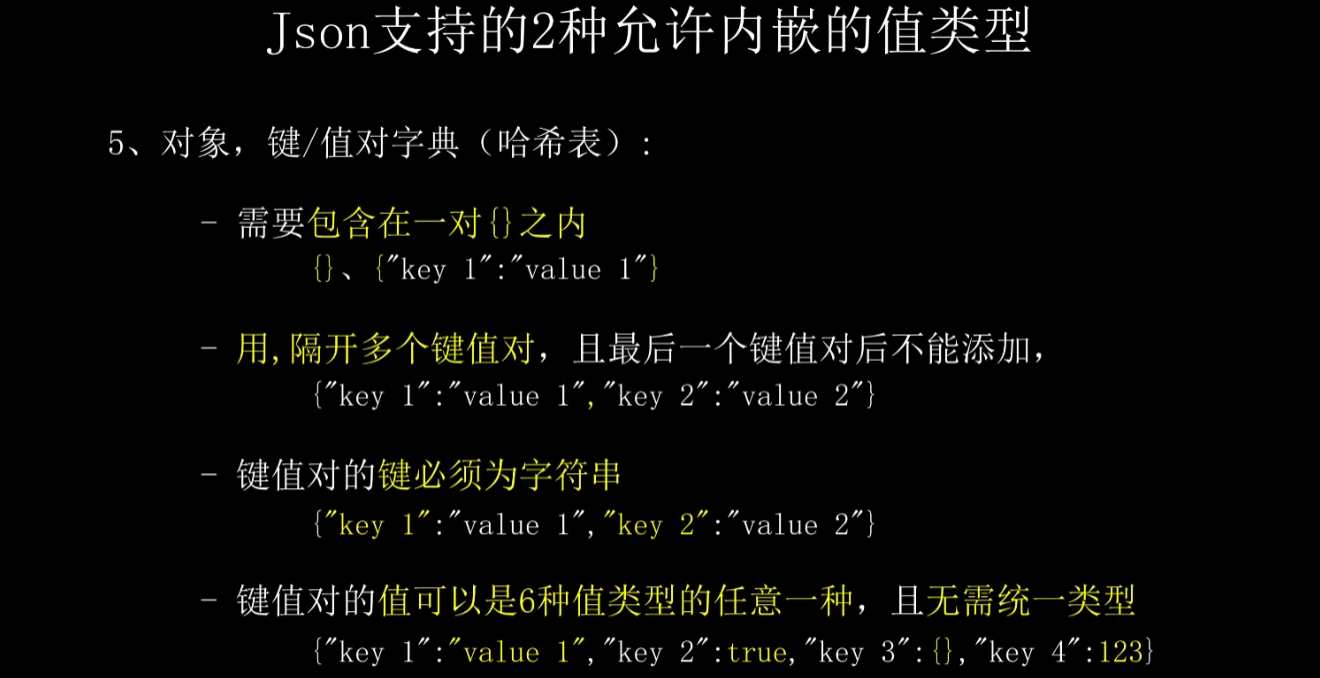 Json支持的2种允许内嵌的值类型
5、对象，键/值对字典（哈希表）:
- 需要包含在一对{}之内
{}、{"key 1":"value 1"}
- 用,隔开多个键值对，且最后一个键值对后不能添加，
{"key 1":"value 1","key 2":"value 2"}
- 键值对的键必须为字符串
{"key 1":"value 1","key 2":"value 2"}
- 键值对的值可以是6种值类型的任意一种，且无需统一类型
{"key 1":"value 1","key 2":true,"key 3":{},"key 4":123}